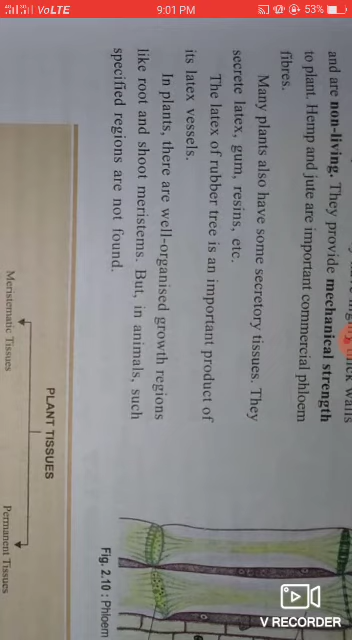 VoLTE 9:01 PM 53%
walls
and are non-living. They provide mechanical strength
to plant. Hemp and jute are important commercial phloem
fibres.
Many plants also have some secretory tissues. They
secrete latex, gum, resins, etc.
The latex of rubber tree is an important product of
its latex vessels.
In plants, there are well-organised growth regions
like root and shoot meristems. But, in animals, such
specified regions are not found.
Fig. 2.10 : Phloem
PLANT TISSUES
Meristematic Tissues
Permanent Tissues
V RECORDER